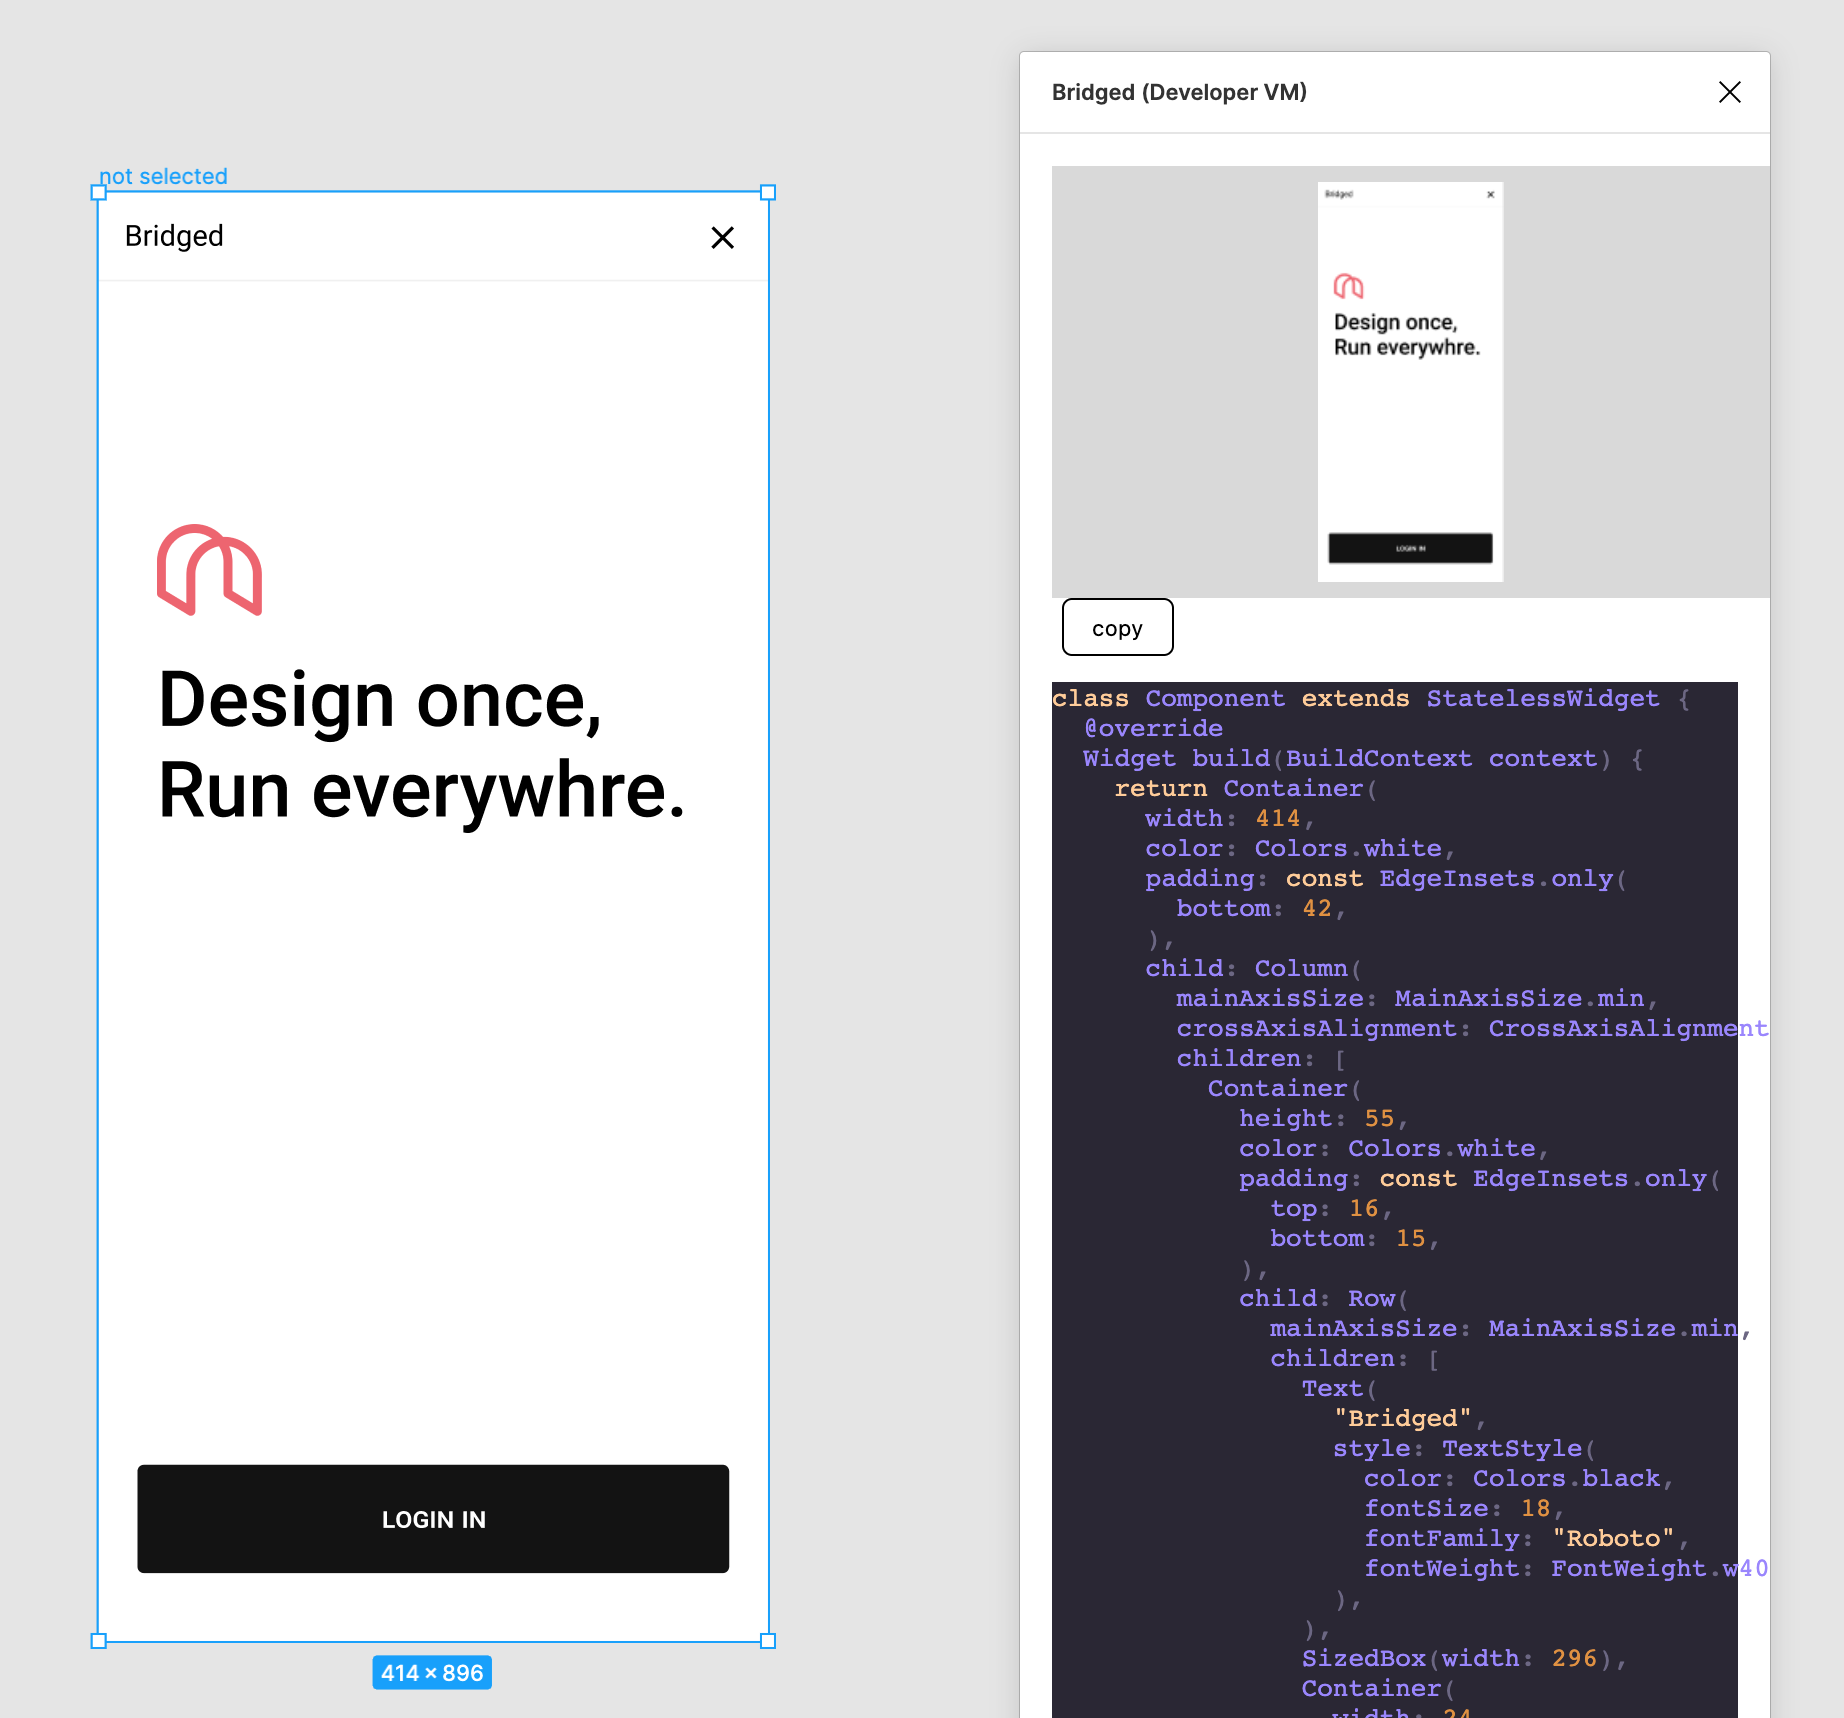 not selected
Bridged
Design once,
Run everywhre.
LOGIN IN
414 × 896
Bridged (Developer VM)
Bridged
Design once,
Run everywhre.
LOGIN IN
copy
class Component extends StatelessWidget {
  @override
  Widget build(BuildContext context) {
    return Container(
      width: 414,
      color: Colors.white,
      padding: const EdgeInsets.only(
        bottom: 42,
      ),
      child: Column(
        mainAxisSize: MainAxisSize.min,
        crossAxisAlignment: CrossAxisAlignment
        children: [
          Container(
            height: 55,
            color: Colors.white,
            padding: const EdgeInsets.only(
              top: 16,
              bottom: 15,
            ),
            child: Row(
              mainAxisSize: MainAxisSize.min,
              children: [
                Text(
                  "Bridged",
                  style: TextStyle(
                    color: Colors.black,
                    fontSize: 18,
                    fontFamily: "Roboto",
                    fontWeight: FontWeight.w40
                  ),
                ),
                SizedBox(width: 296),
                Container(
                  width: 24